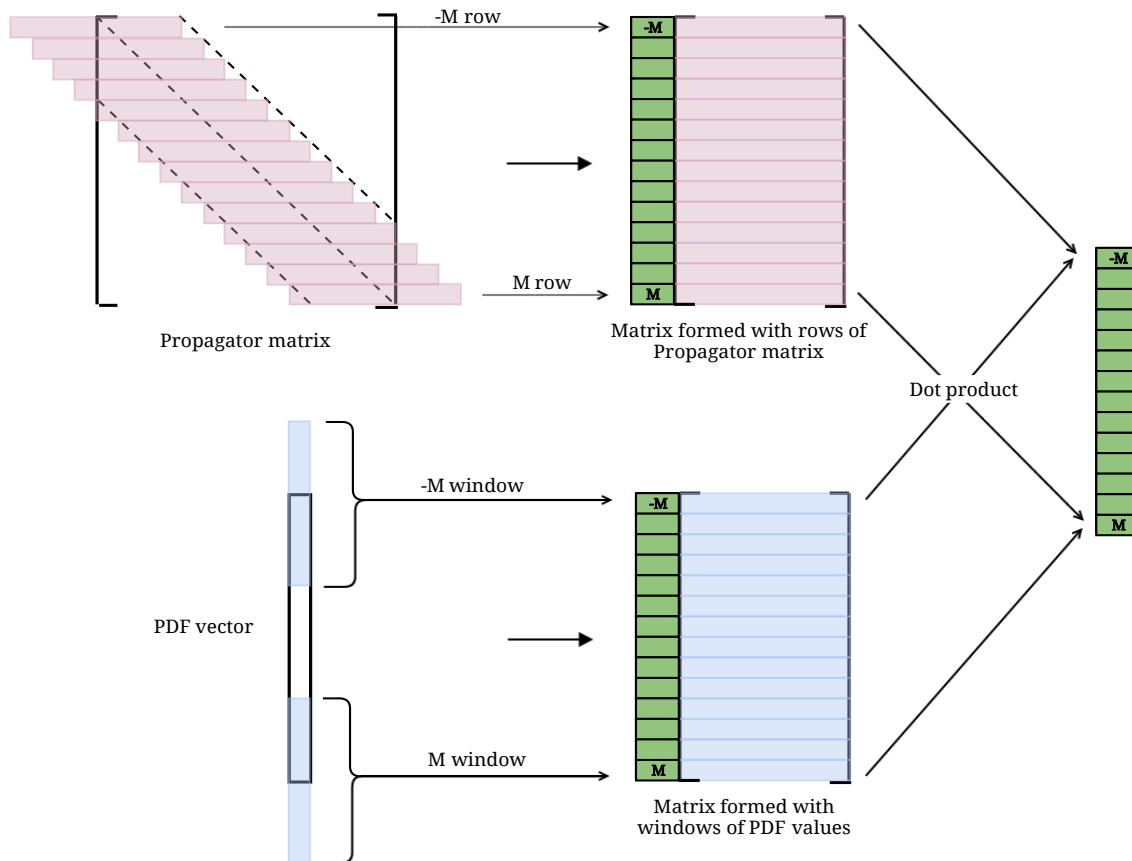 -M row
-M
M row
M
Propagator matrix
Matrix formed with rows of
Propagator matrix
-M
Dot product
M
-M window
-M
PDF vector
M window
M
Matrix formed with
windows of PDF values